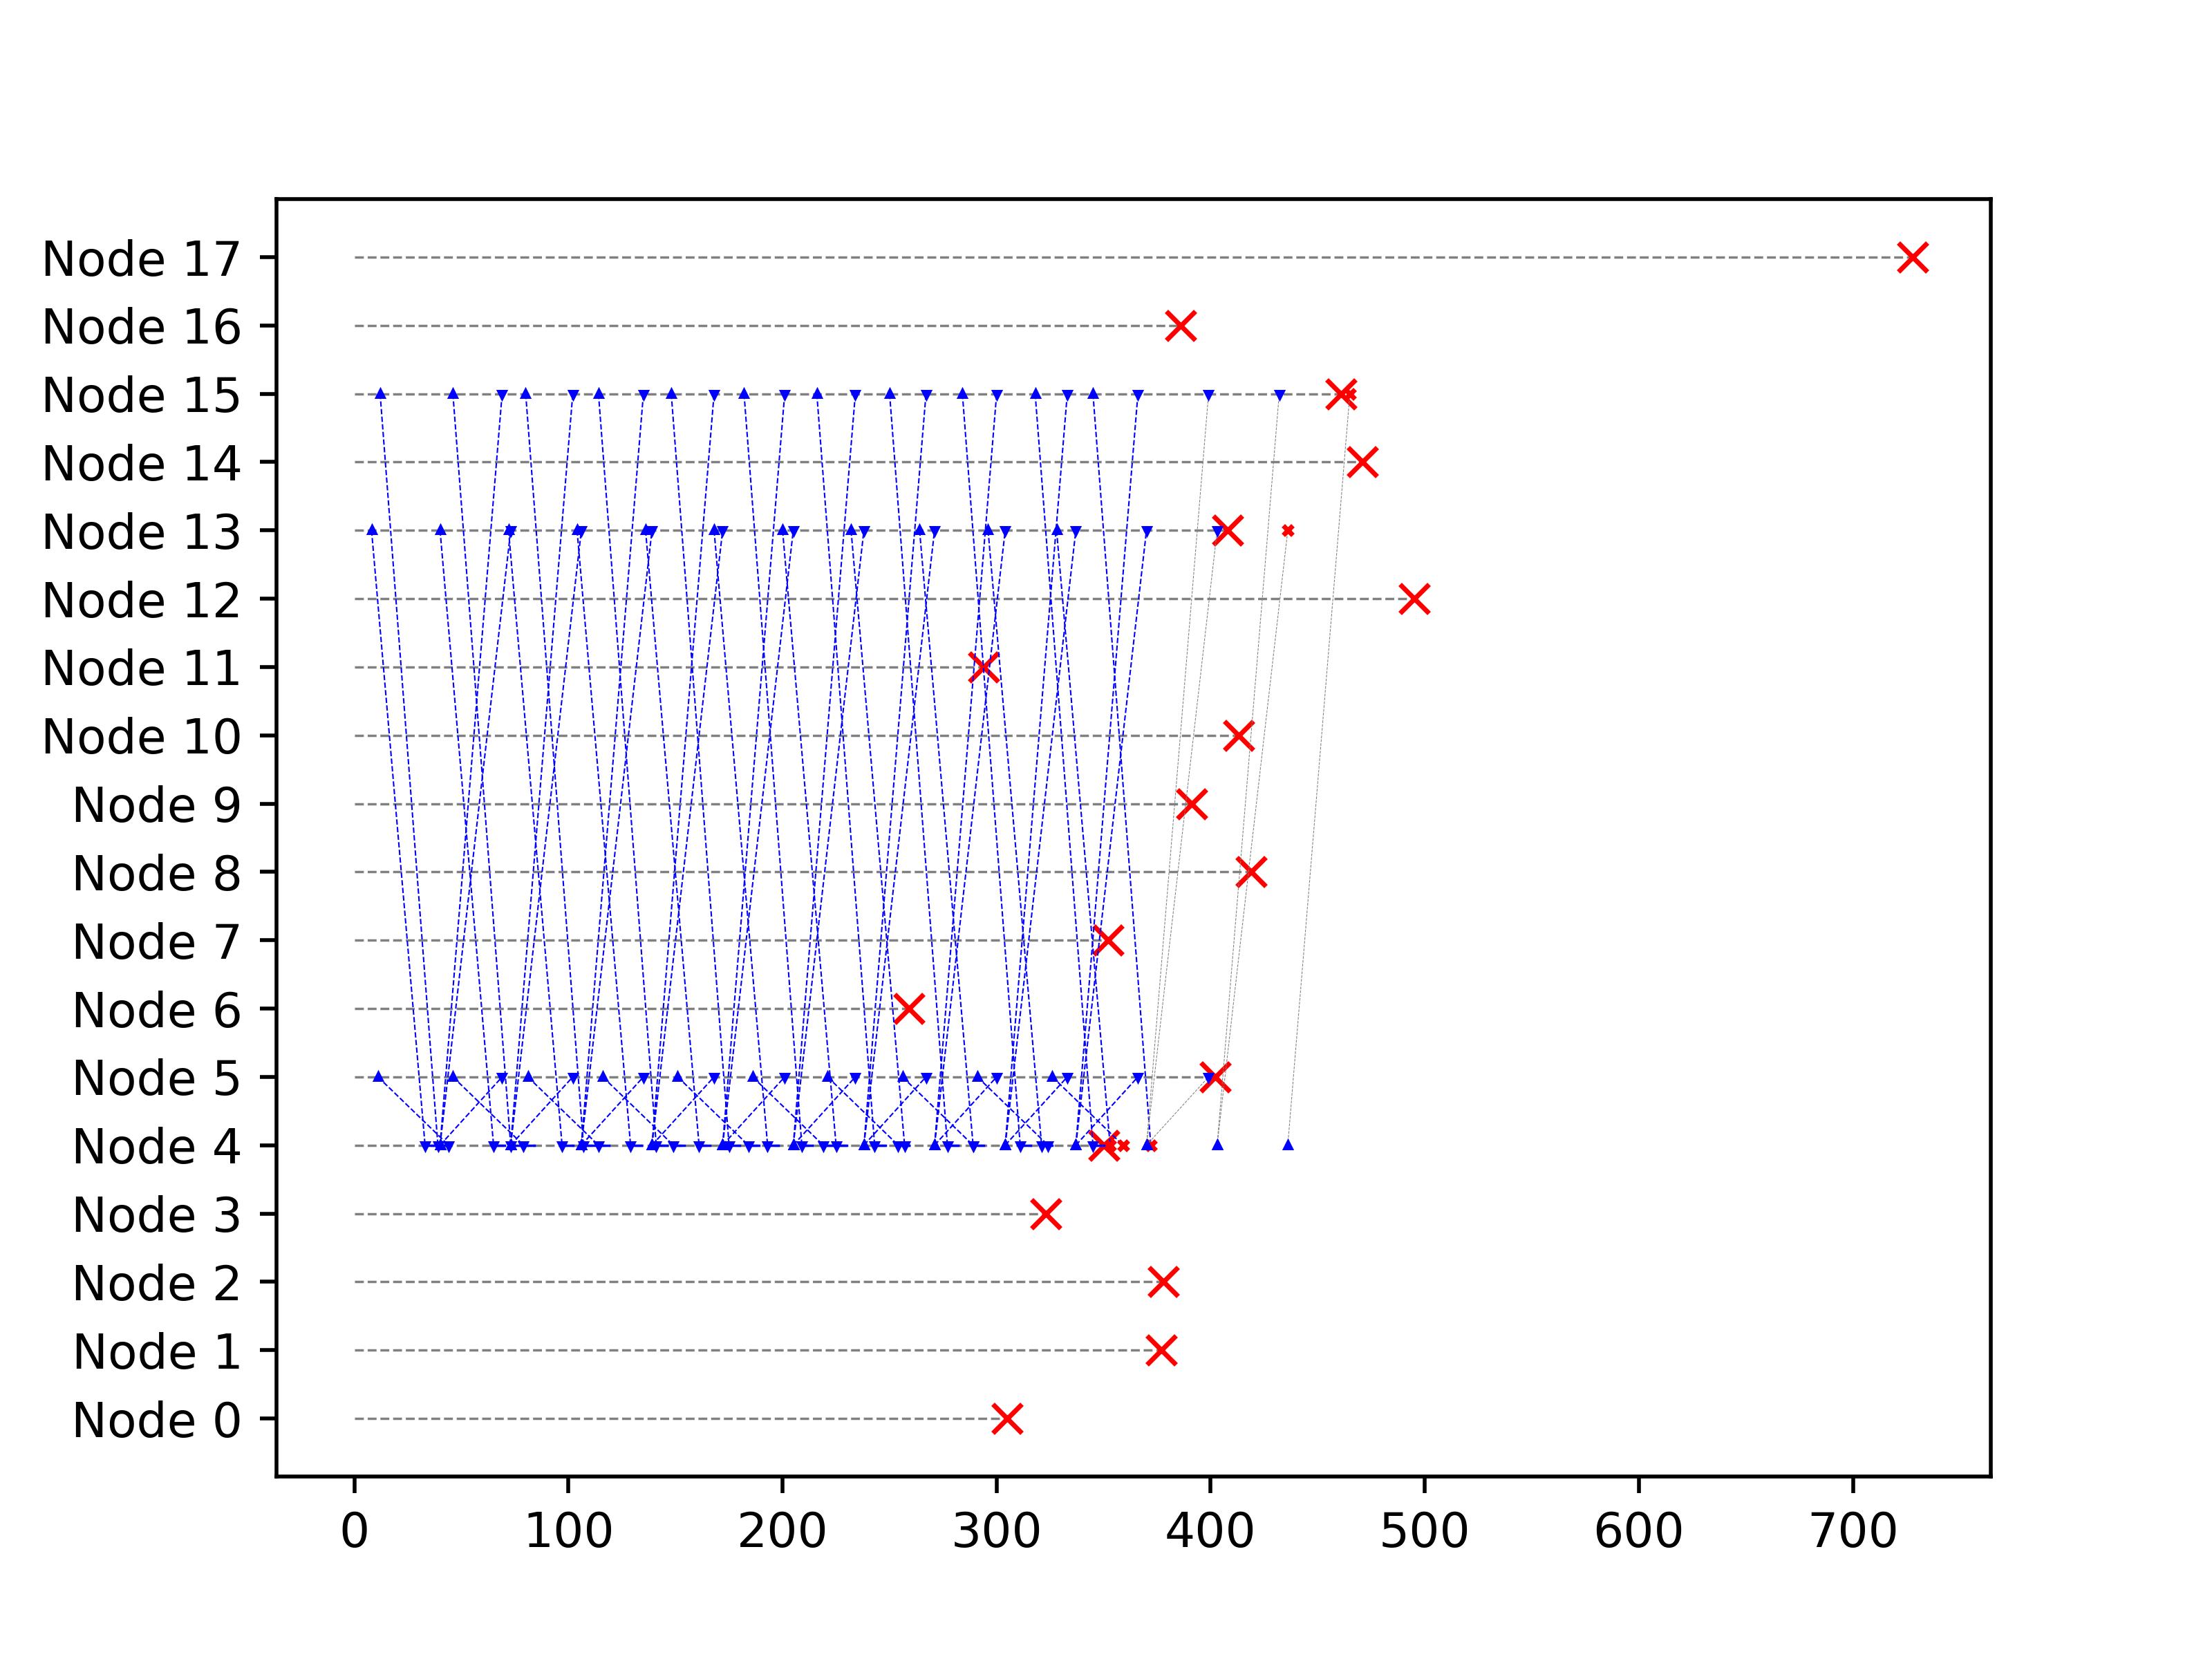 Node 17
Node 16
Node 15
Node 14
Node 13
Node 12
Node 11
Node 10
Node 9
Node 8
Node 7
Node 6
Node 5
Node 4
Node 3
Node 2
Node 1
Node 0
0 100 200 300 400 500 600 700